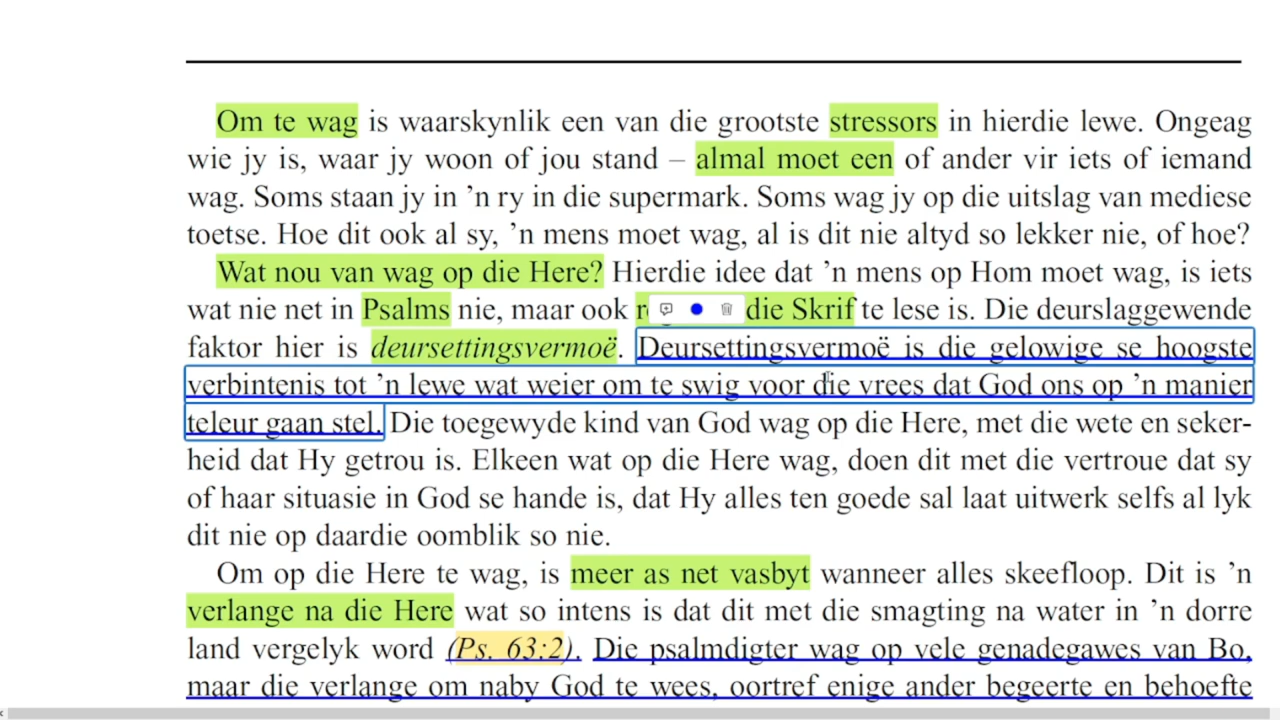 Om te wag is waarskynlik een van die grootste stressors in hierdie lewe. Ongeag
wie jy is, waar jy woon of jou stand – almal moet een of ander vir iets of iemand
wag. Soms staan jy in ’n ry in die supermark. Soms wag jy op die uitslag van mediese
toetse. Hoe dit ook al sy, ’n mens moet wag, al is dit nie altyd so lekker nie, of hoe?
Wat nou van wag op die Here? Hierdie idee dat ’n mens op Hom moet wag, is iets
wat nie net in Psalms nie, maar ook die Skrif te lese is. Die deurslaggewende
faktor hier is deursettingsvermoë. Deursettingsvermoë is die gelowige se hoogste
verbintenis tot ’n lewe wat weier om te swig voor die vrees dat God ons op ’n manier
teleur gaan stel. Die toegewyde kind van God wag op die Here, met die wete en seker-
heid dat Hy getrou is. Elkeen wat op die Here wag, doen dit met die vertroue dat sy
of haar situasie in God se hande is, dat Hy alles ten goede sal laat uitwerk selfs al lyk
dit nie op daardie oomblik so nie.
Om op die Here te wag, is meer as net vasbyt wanneer alles skeefloop. Dit is ’n
verlange na die Here wat so intens is dat dit met die smagting na water in ’n dorre
land vergelyk word (Ps. 63:2). Die psalmdigter wag op vele genadegawes van Bo,
maar die verlange om naby God te wees, oortref enige ander begeerte en behoefte